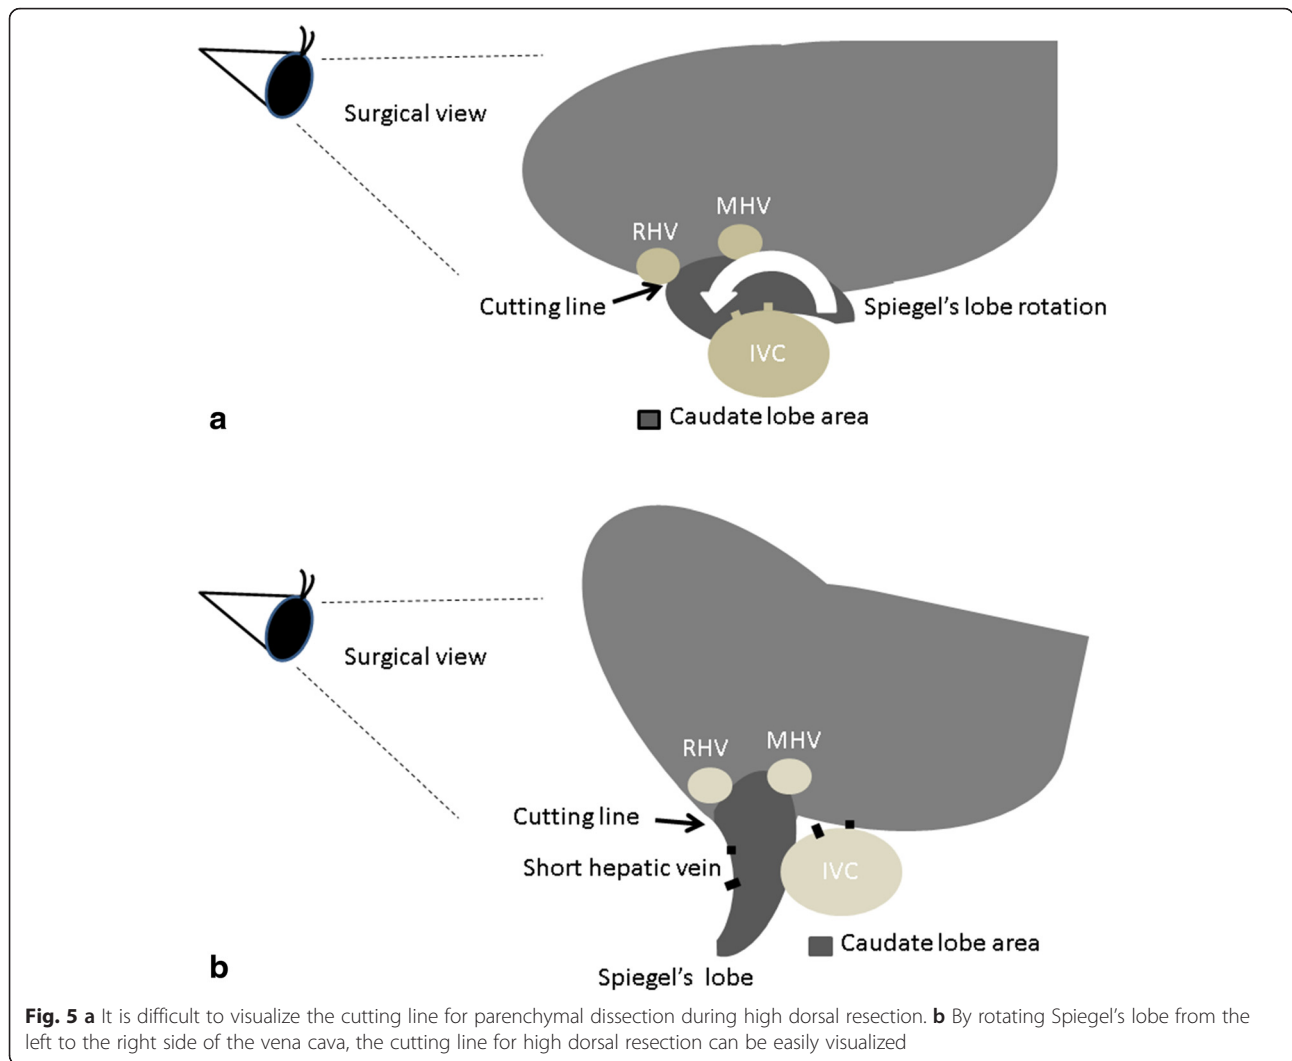 Surgical view
MHV
RHV
Cutting line
Spiegel's lobe rotation
IVC
a
Caudate lobe area
Surgical view
RHV
MHV
Cutting line
Short hepatic vein
IVC
Caudate lobe area
b
Spiegel's lobe
Fig. 5 a It is difficult to visualize the cutting line for parenchymal dissection during high dorsal resection. b By rotating Spiegel's lobe from the
left to the right side of the vena cava, the cutting line for high dorsal resection can be easily visualized